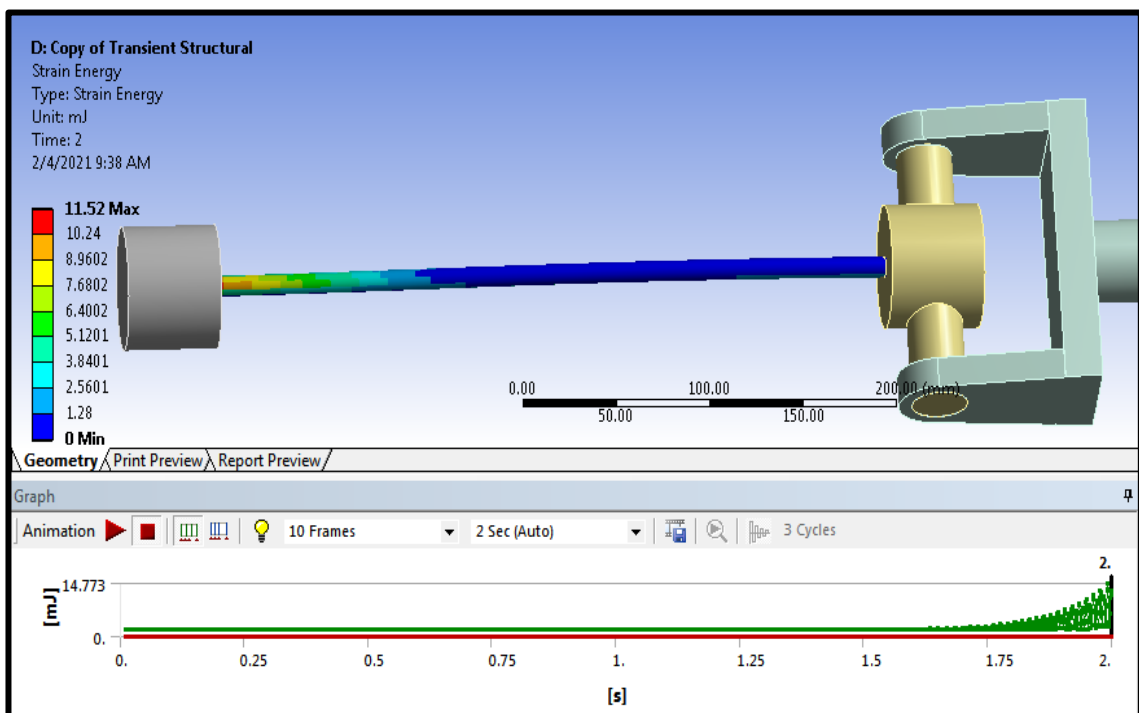 D: Copy of Transient Structural
Strain Energy
Type: Strain Energy
Unit: mJ
Time: 2
2/4/2021 9:38 AM
11.52 Max
10.24
8.9602
7.6802
6.4002
5.1201
3.8401
2.5601
1.28
0 Min
0.00 100.00 200.00 (mm)
50.00 150.00
Geometry Print Preview Report Preview
Graph
Animation 10 Frames 2 Sec (Auto) 3 Cycles
2.
14.773
[mJ]
0.
0. 0.25 0.5 0.75 1. 1.25 1.5 1.75 2.
[s]